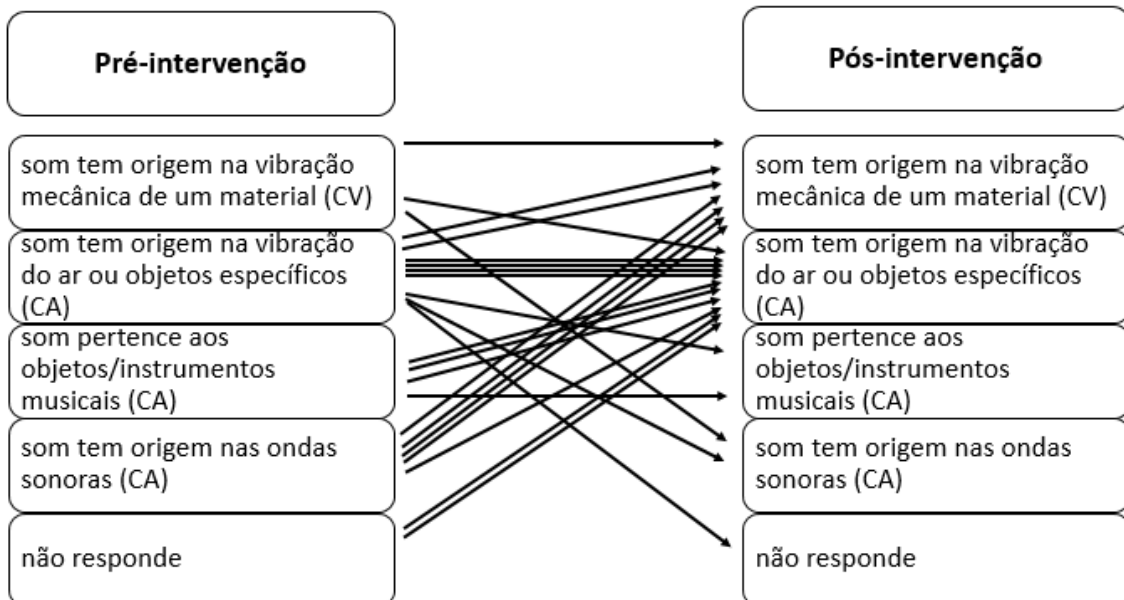 Pré-intervenção
som tem origem na vibração
mecânica de um material (CV)
som tem origem na vibração
do ar ou objetos específicos
(CA)
som pertence aos
objetos/instrumentos
musicais (CA)
som tem origem nas ondas
sonoras (CA)
não responde
Pós-intervenção
som tem origem na vibração
mecânica de um material (CV)
som tem origem na vibração
do ar ou objetos específicos
(CA)
som pertence aos
objetos/instrumentos
musicais (CA)
som tem origem nas ondas
sonoras (CA)
não responde